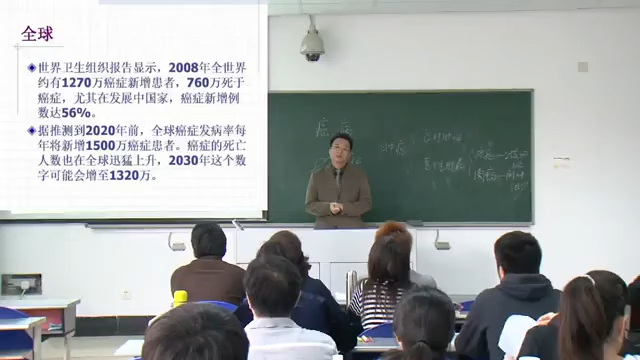 全球
◈世界卫生组织报告显示，2008年全世界
约有1270万癌症新增患者，760万死于
癌症，尤其在发展中国家，癌症新增例
数达56%。
◈据推测到2020年前，全球癌症发病率每
年将新增1500万癌症患者。癌症的死亡
人数也在全球迅猛上升，2030年这个数
字可能会增至1320万。